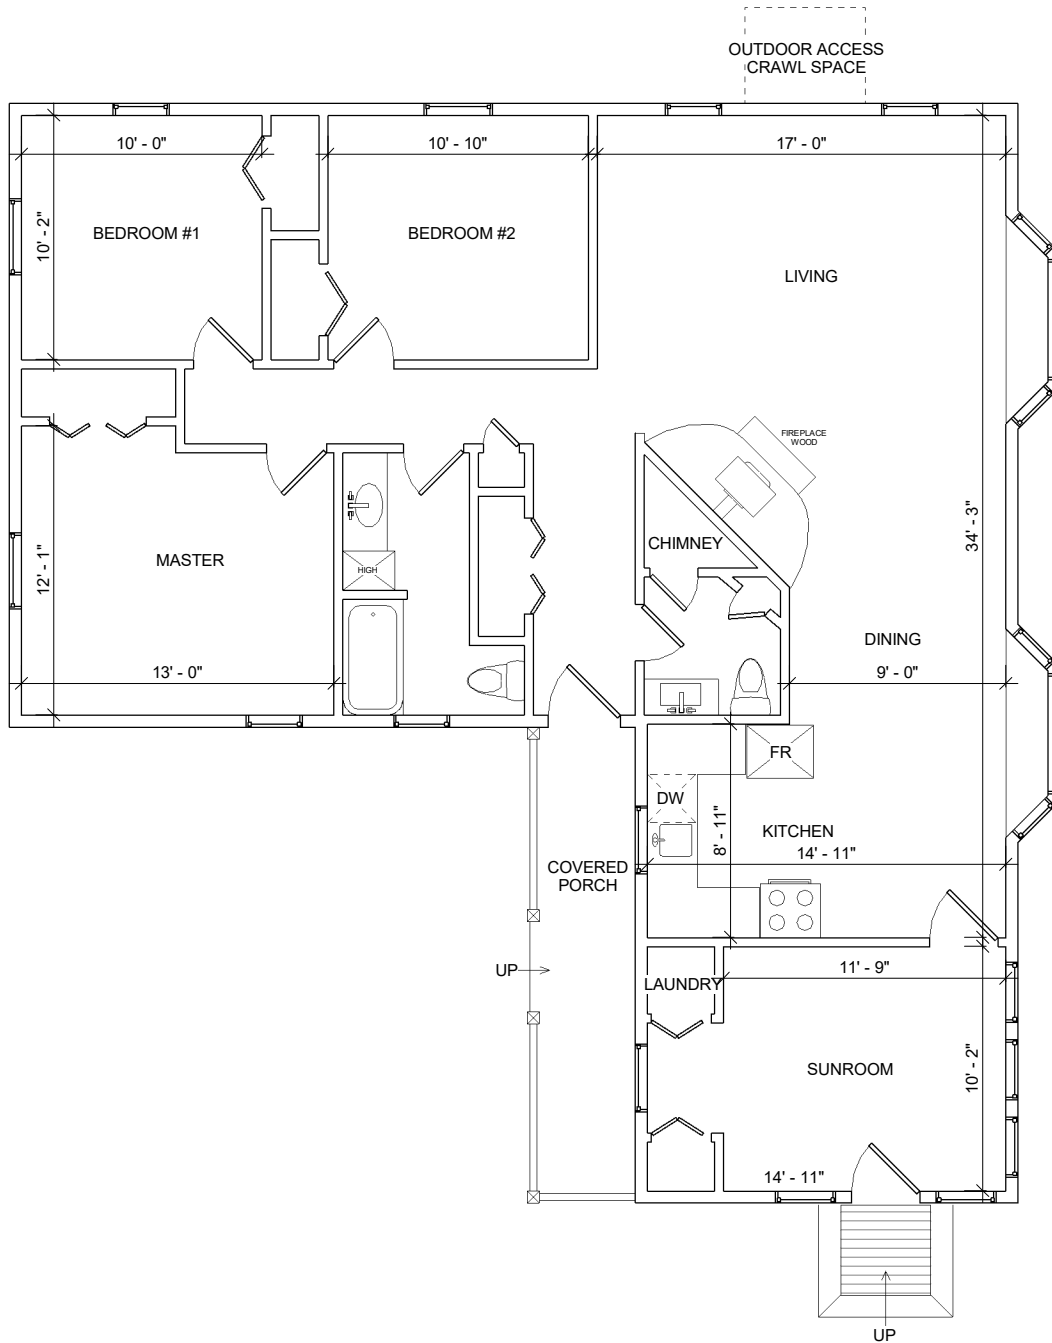 OUTDOOR ACCESS
CRAWL SPACE
10' - 0"
10' - 10"
17' - 0"
10' - 2"
BEDROOM #1
BEDROOM #2
LIVING
FIREPLACE
WOOD
34' - 3"
CHIMNEY
MASTER
12' - 1"
HIGH
DINING
13' - 0"
9' - 0"
FR
DW
8' - 11"
KITCHEN
14' - 11"
COVERED
PORCH
UP
11' - 9"
LAUNDRY
SUNROOM
10' - 2"
14' - 11"
UP